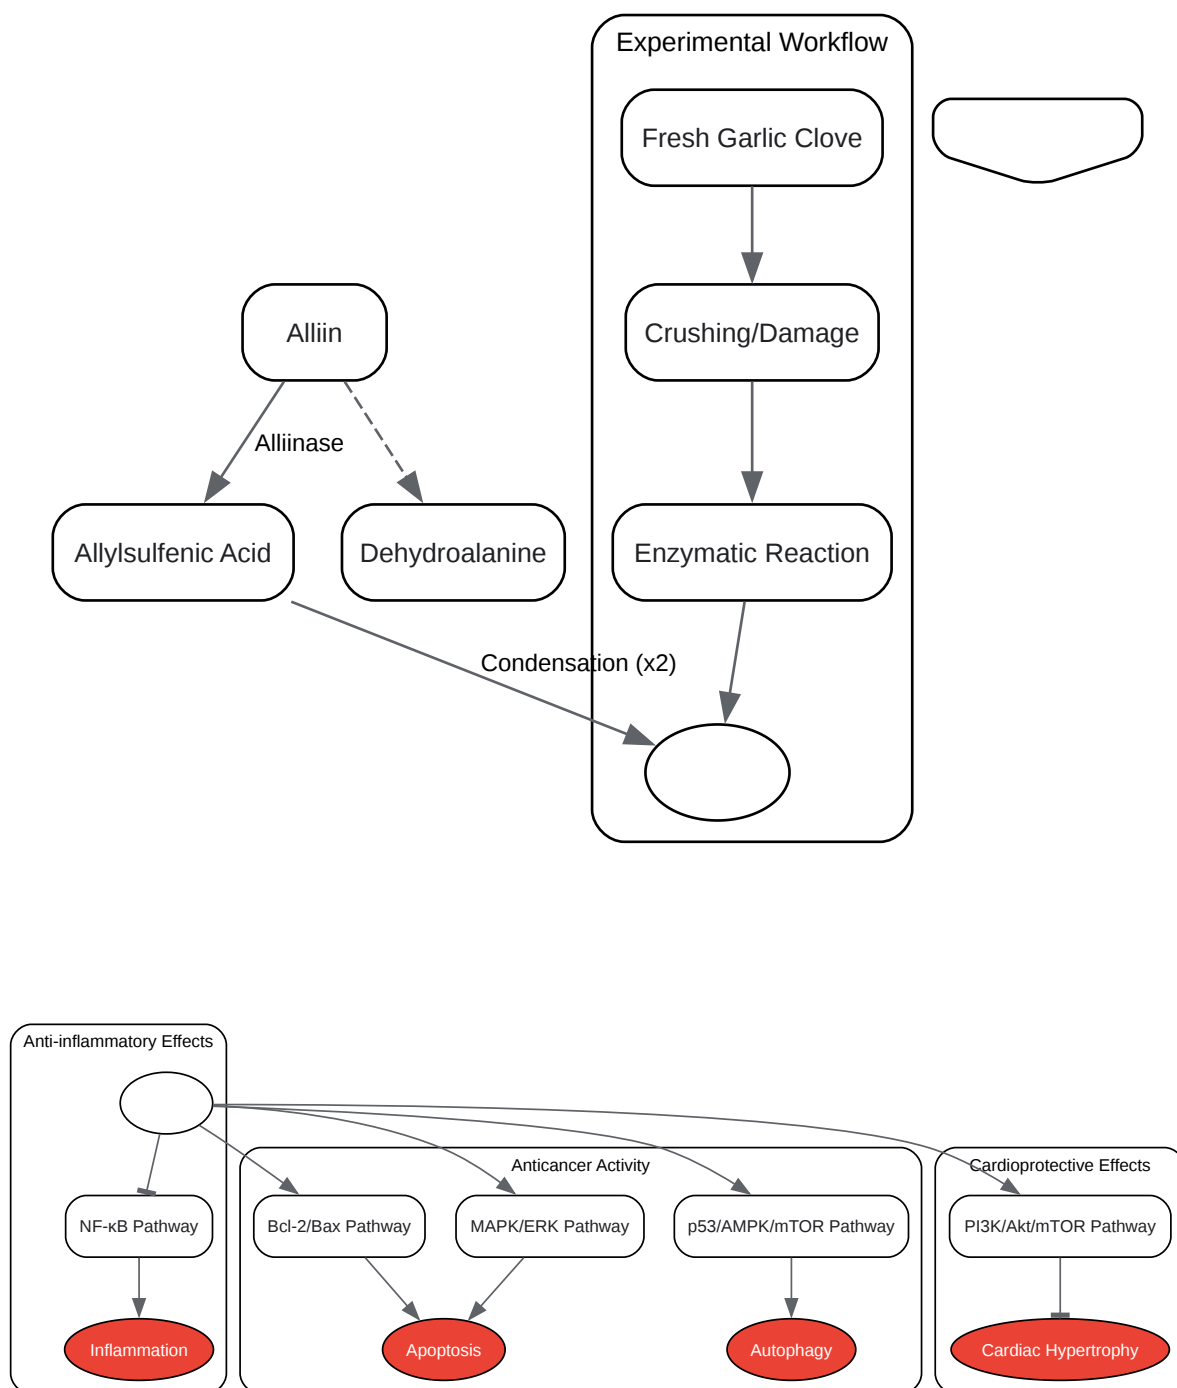 Experimental Workflow
Fresh Garlic Clove
Alliin
Crushing/Damage
Alliinase
Allylsulfenic Acid
Dehydroalanine
Enzymatic Reaction
Condensation (x2)
Anti-inflammatory Effects
Anticancer Activity
Cardioprotective Effects
NF-κB Pathway
Bcl-2/Bax Pathway
MAPK/ERK Pathway
p53/AMPK/mTOR Pathway
PI3K/Akt/mTOR Pathway
Inflammation
Apoptosis
Autophagy
Cardiac Hypertrophy